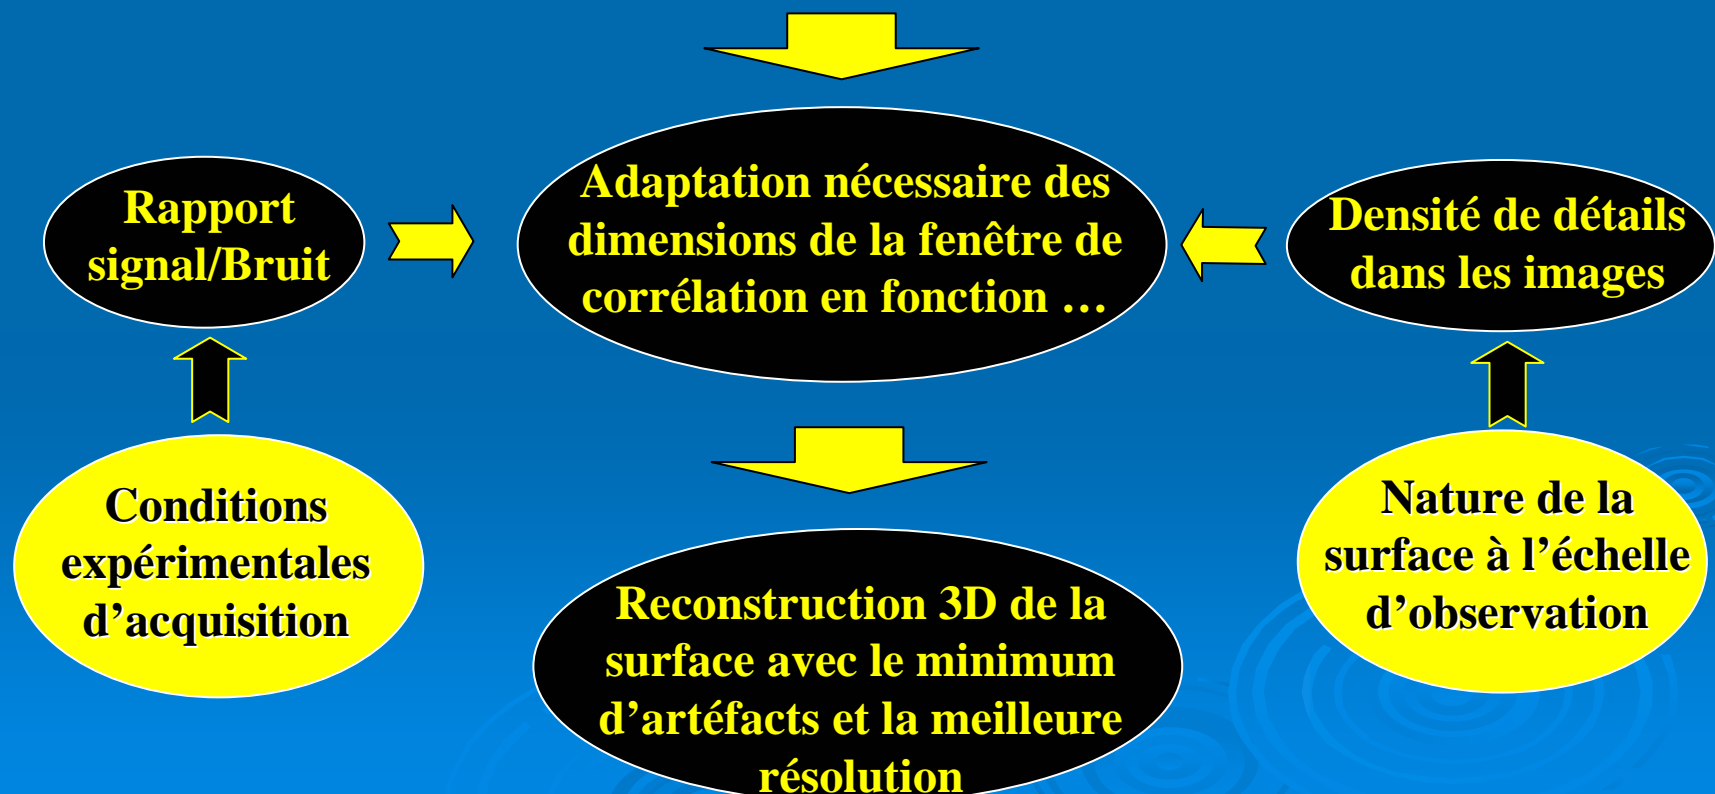 Adaptation nécessaire des
dimensions de la fenêtre de
corrélation en fonction …
Rapport
signal/Bruit
Densité de détails
dans les images
Conditions
expérimentales
d’acquisition
Nature de la
surface à l’échelle
d’observation
Reconstruction 3D de la
surface avec le minimum
d’artéfacts et la meilleure
résolution